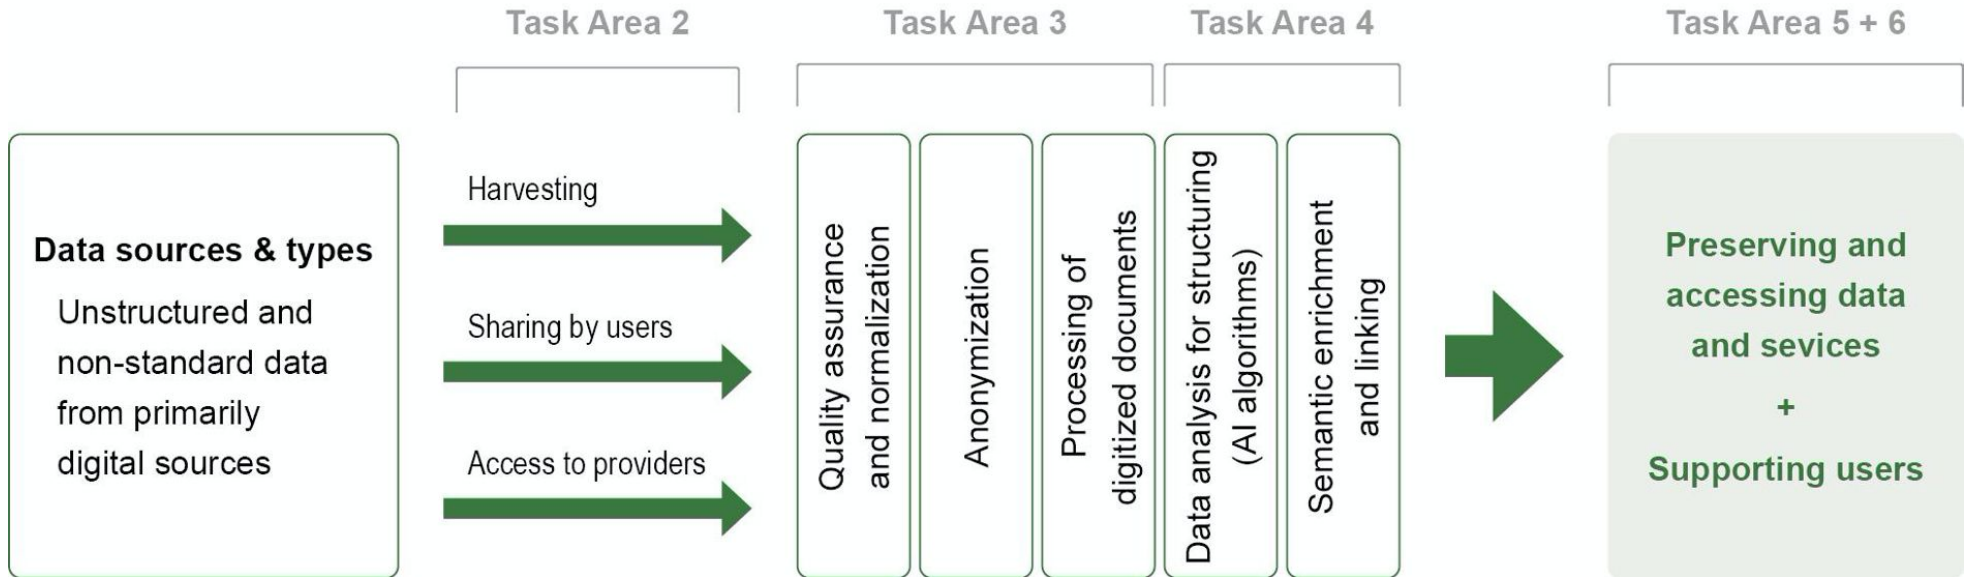 Task Area 2
Task Area 3
Task Area 4
Task Area 5 + 6
Data sources & types
Unstructured and
non-standard data
from primarily
digital sources
Harvesting
Sharing by users
Access to providers
Quality assurance
and normalization
Anonymization
Processing of
digitized documents
Data analysis for structuring
(AI algorithms)
Semantic enrichment
and linking
Preserving and
accessing data
and sevices
+
Supporting users